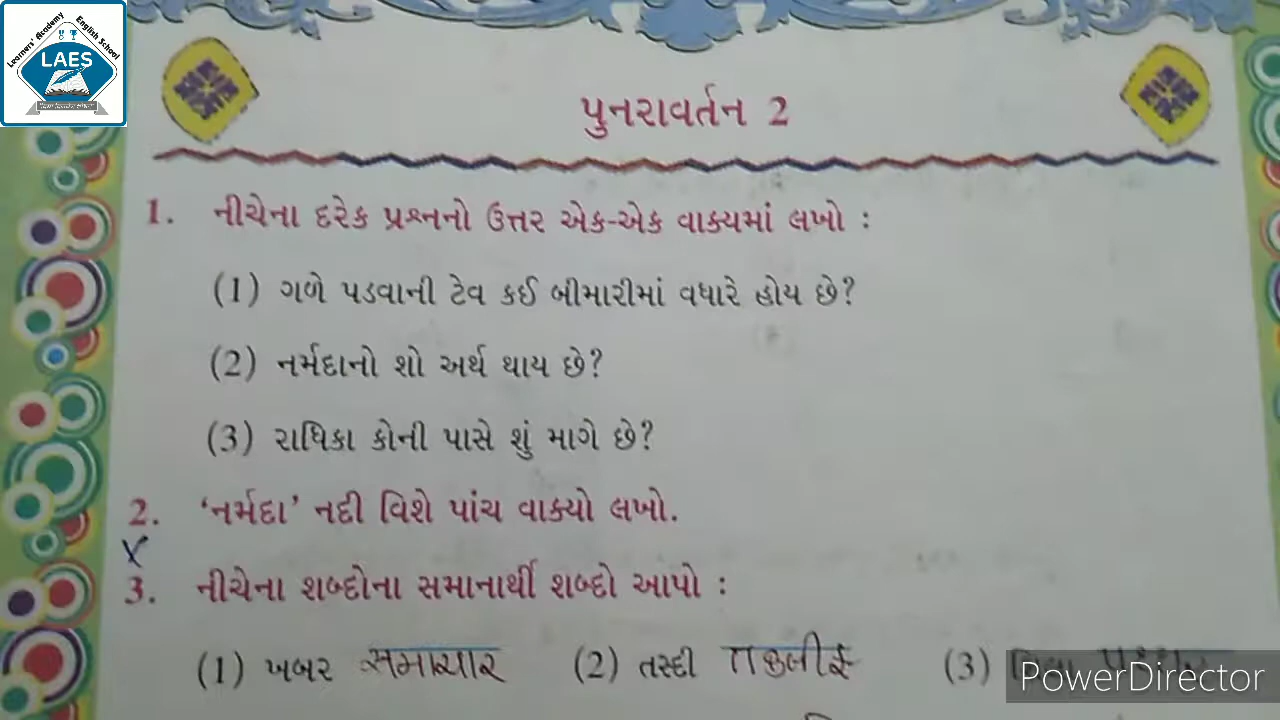 Learners' Academy English School
LAES
પુનરાવર્તન 2
1. નીચેના દરેક પ્રશ્નનો ઉત્તર એક-એક વાક્યમાં લખો :
(1) ગળે પડવાની ટેવ કઈ બીમારીમાં વધારે હોય છે?
(2) નર્મદાનો શો અર્થ થાય છે?
(3) રાધિકા કોની પાસે શું માગે છે?
2. ‘નર્મદા’ નદી વિશે પાંચ વાક્યો લખો.
X
3. નીચેના શબ્દોના સમાનાર્થી શબ્દો આપો :
(1) ખબર સમાચાર (2) તસ્દી તકલીફ (3)
PowerDirector